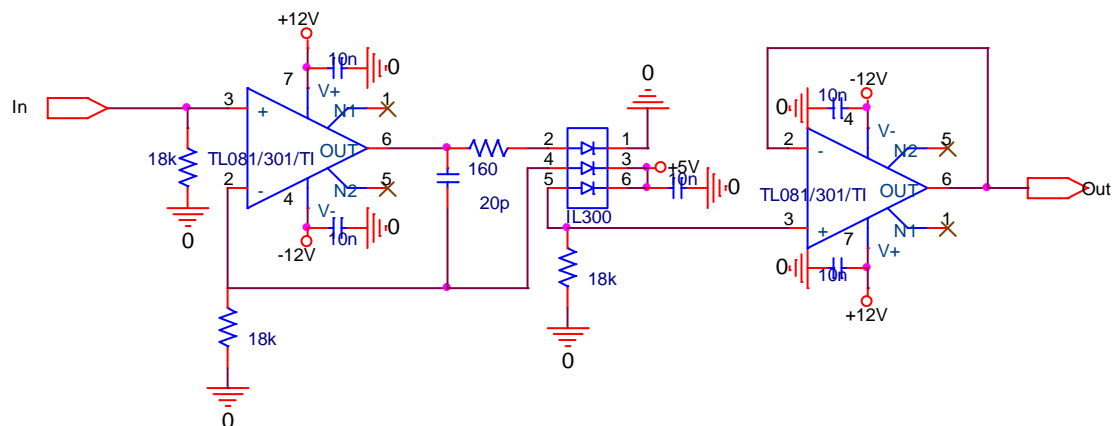 +12V
10n
0
7
V+
1
In
3
+
N1
OUT
6
18k
TL081/301/TI
2
-
N2
5
4
V-
10n
0
-12V
0
160
20p
18k
0
0
2
1
4
3
+5V
5
6
10n
0
IL300
18k
0
-12V
10n
0
4
V-
2
-
N2
5
OUT
6
TL081/301/TI
Out
3
+
N1
1
7
V+
0
10n
+12V